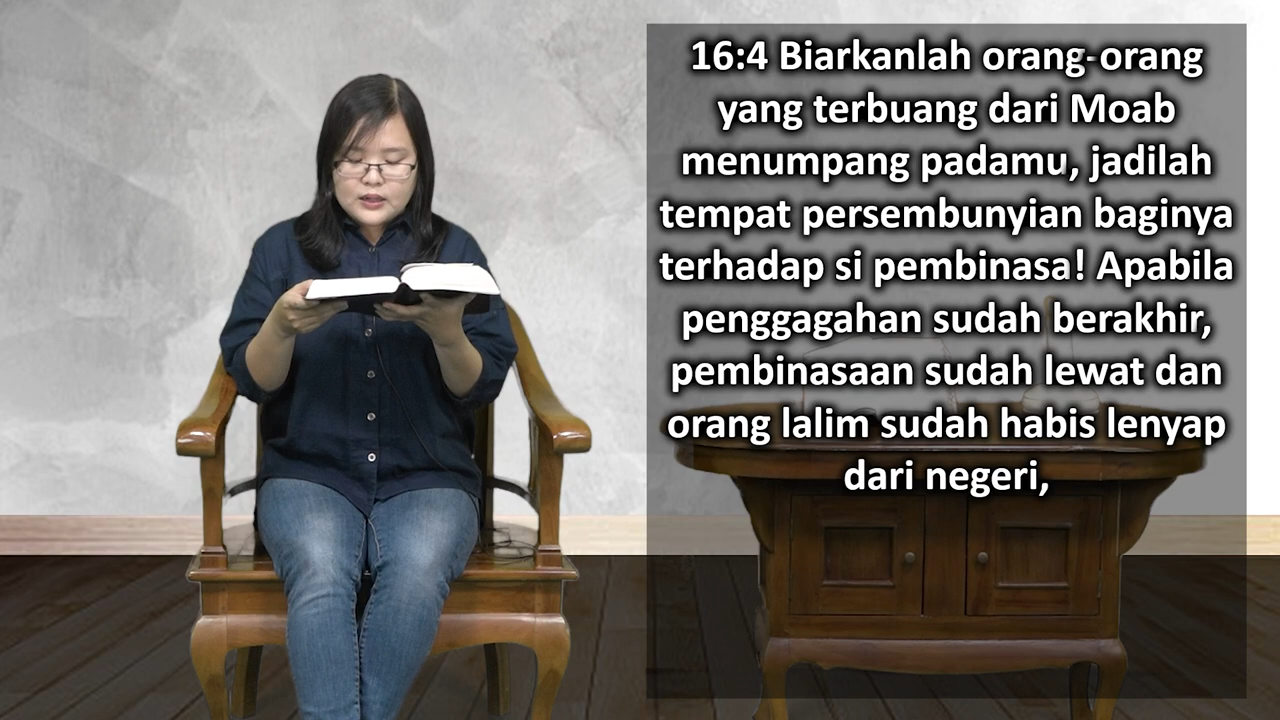 16:4 Biarkanlah orang-orang
yang terbuang dari Moab
menumpang padamu, jadilah
tempat persembunyian baginya
terhadap si pembinasa! Apabila
penggagahan sudah berakhir,
pembinasaan sudah lewat dan
orang lalim sudah habis lenyap
dari negeri,